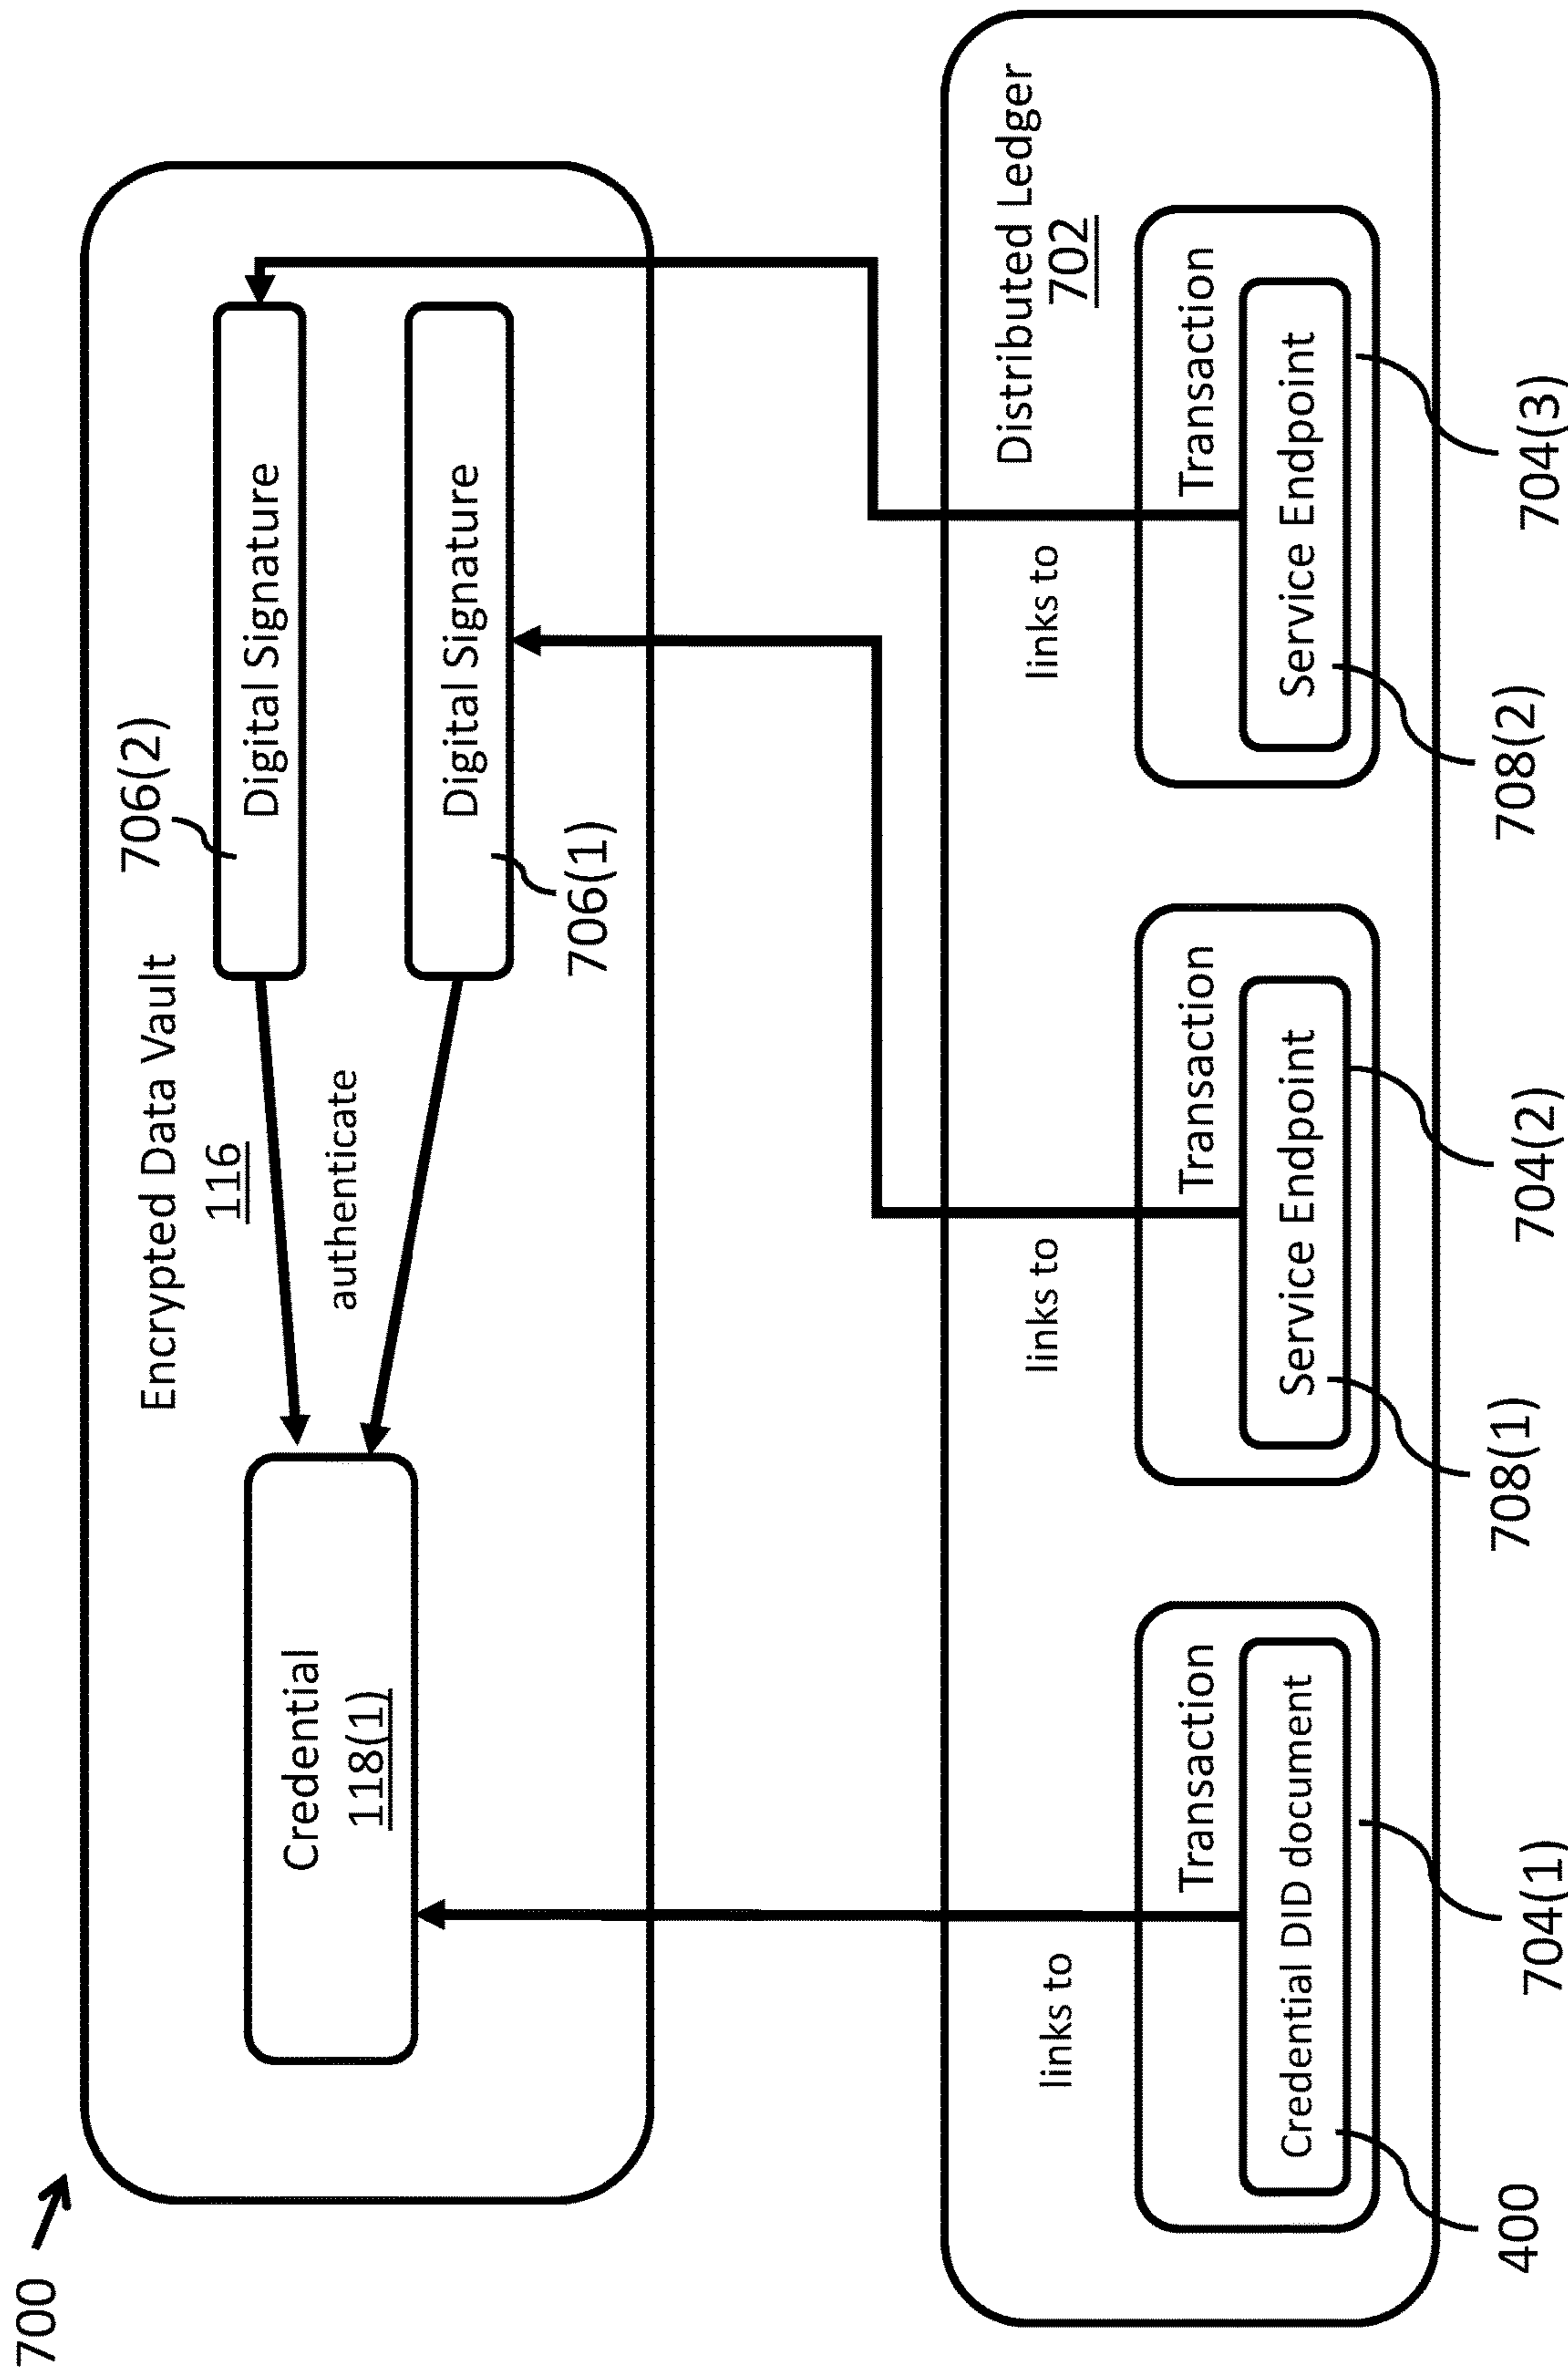 700
Encrypted Data Vault
116
706(2)
Digital Signature
authenticate
Digital Signature
706(1)
Credential
118(1)
links to
links to
links to
Distributed Ledger
702
Transaction
Credential DID document
Transaction
Service Endpoint
Transaction
Service Endpoint
400
704(1)
708(1)
704(2)
708(2)
704(3)